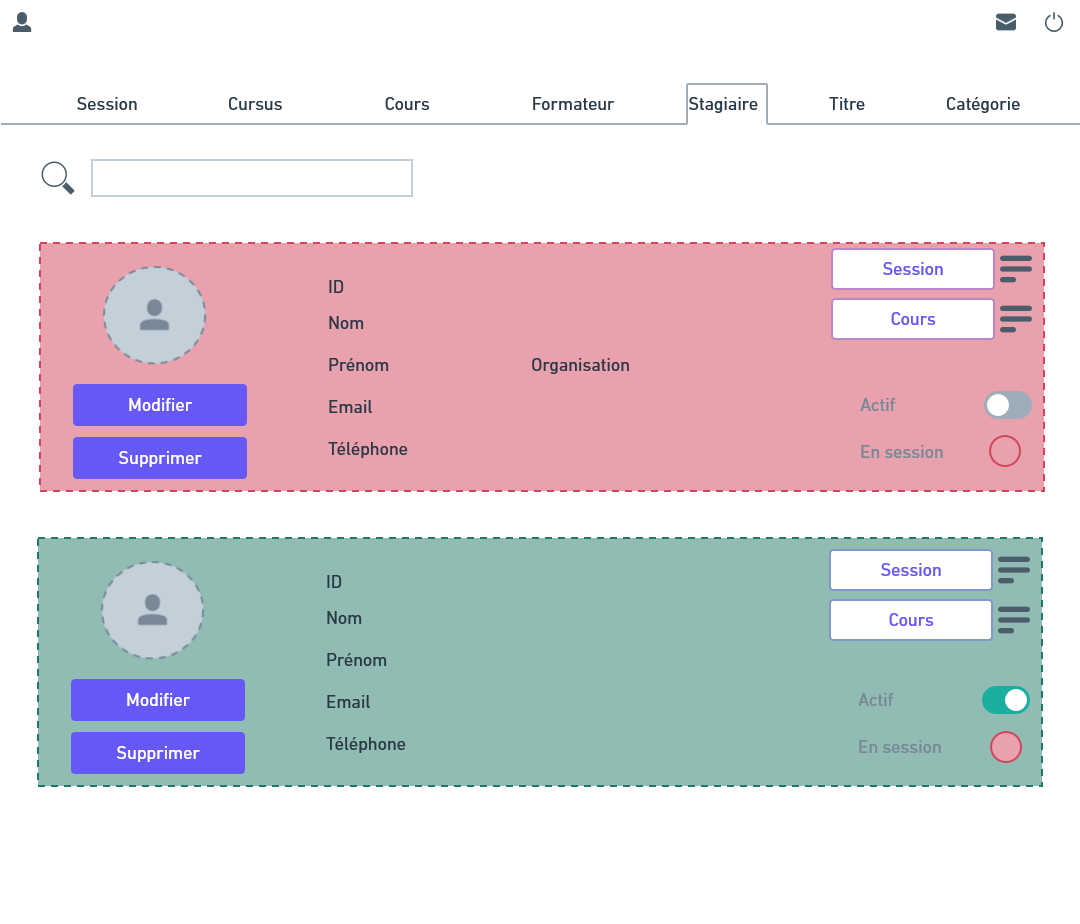 Session Cursus Cours Formateur Stagiaire Titre Catégorie
Session
ID
Cours
Nom
Prénom Organisation
Modifier Email Actif
Téléphone En session
Supprimer
Session
ID
Cours
Nom
Prénom
Modifier Email Actif
Téléphone En session
Supprimer